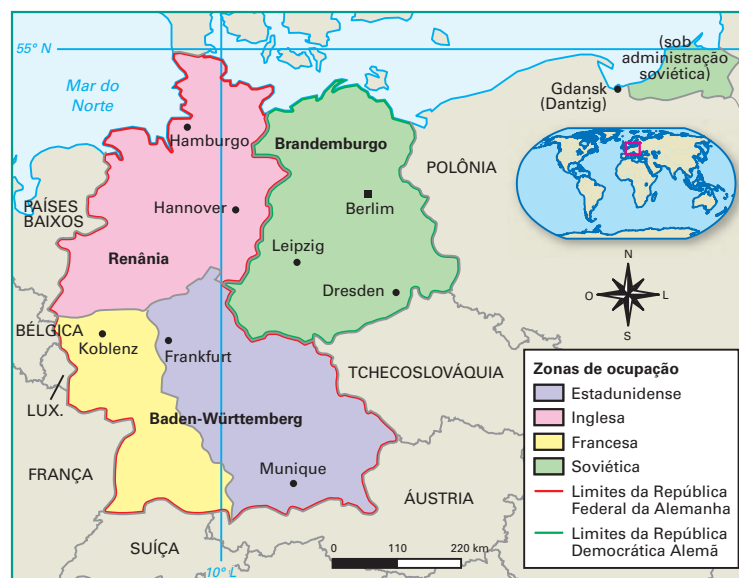 55° N
(sob
administração
soviética)
Mar do
Norte
Gdansk
(Dantzig)
Hamburgo
Brandemburgo
POLÔNIA
PAÍSES
BAIXOS
Hannover
Berlim
Leipzig
Renânia
Dresden
N
O
L
S
BÉLGICA
Koblenz
Frankfurt
TCHECOSLOVÁQUIA
LUX.
Baden-Württemberg
FRANÇA
Munique
ÁUSTRIA
SUÍÇA
0 110 220 km
10° L
Zonas de ocupação
Estadunidense
Inglesa
Francesa
Soviética
Limites da República
Federal da Alemanha
Limites da República
Democrática Alemã